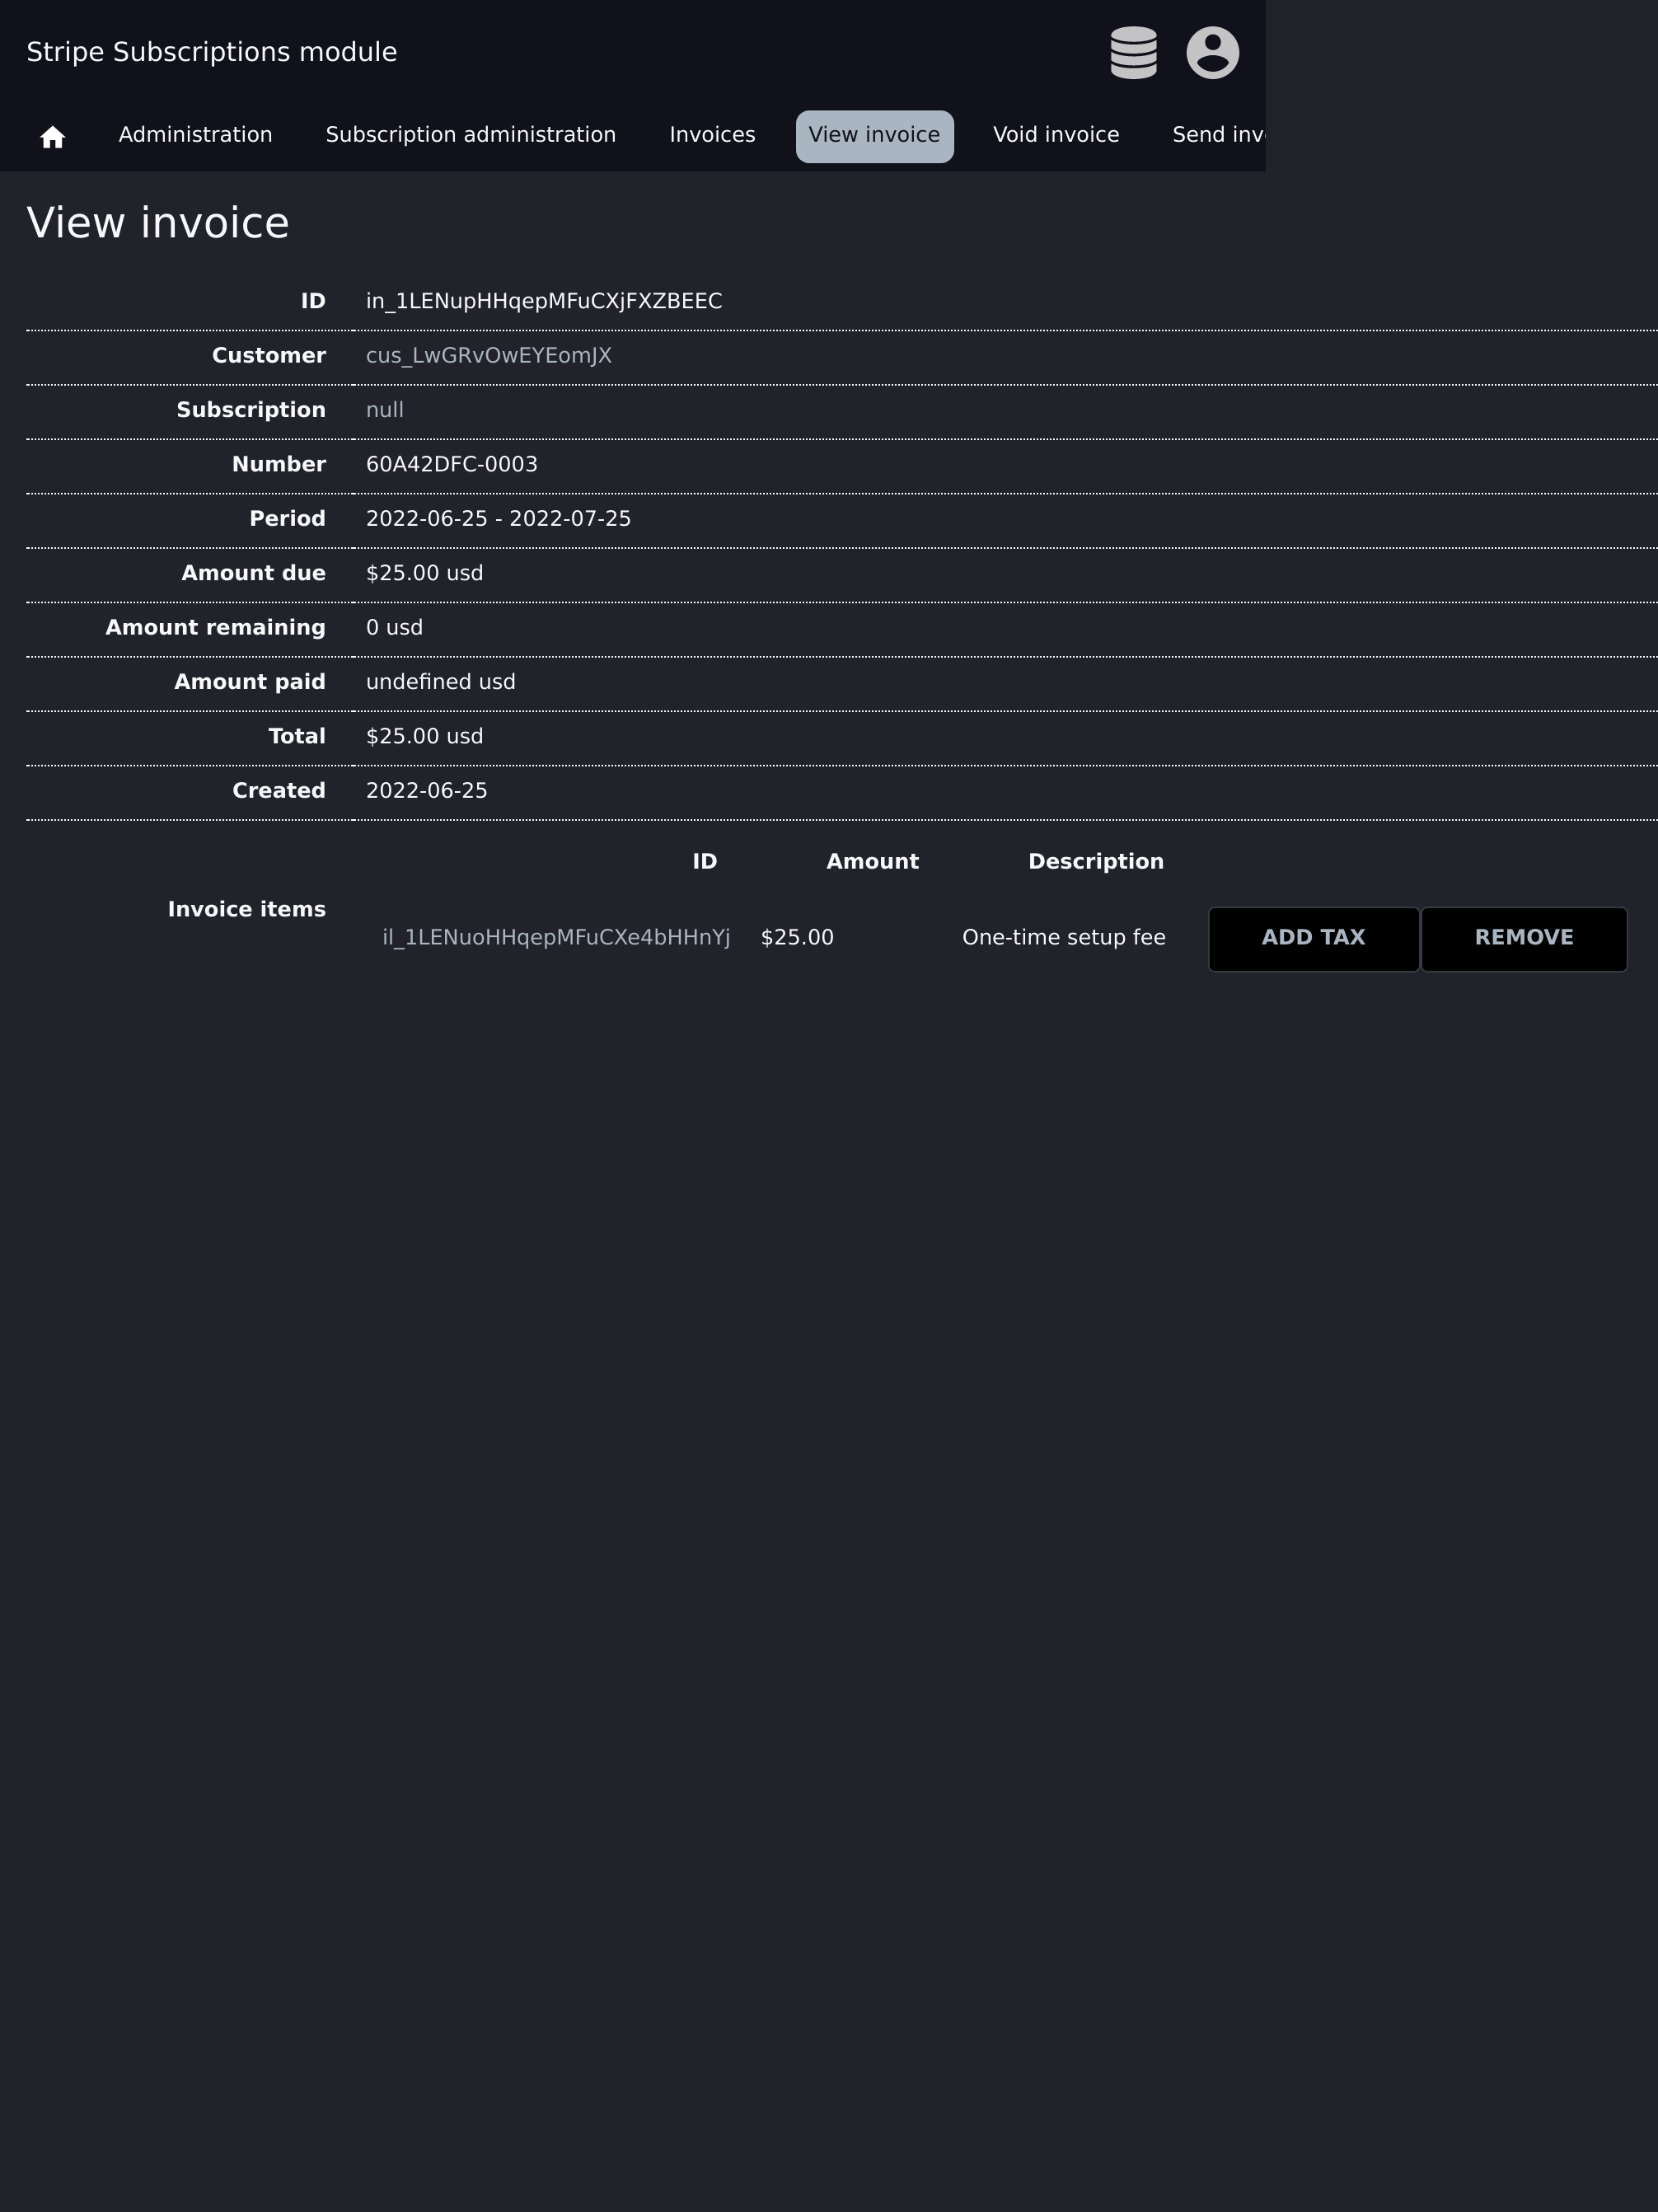 Stripe Subscriptions module
Administration Subscription administration Invoices View invoice Void invoice Send inv
View invoice
ID in_1LENupHHqepMFuCXjFXZBEEC
Customer cus_LwGRvOwEYEomJX
Subscription null
Number 60A42DFC-0003
Period 2022-06-25 - 2022-07-25
Amount due $25.00 usd
Amount remaining 0 usd
Amount paid undefined usd
Total $25.00 usd
Created 2022-06-25
ID Amount Description
Invoice items
il_1LENuoHHqepMFuCXe4bHHnYj $25.00 One-time setup fee ADD TAX REMOVE